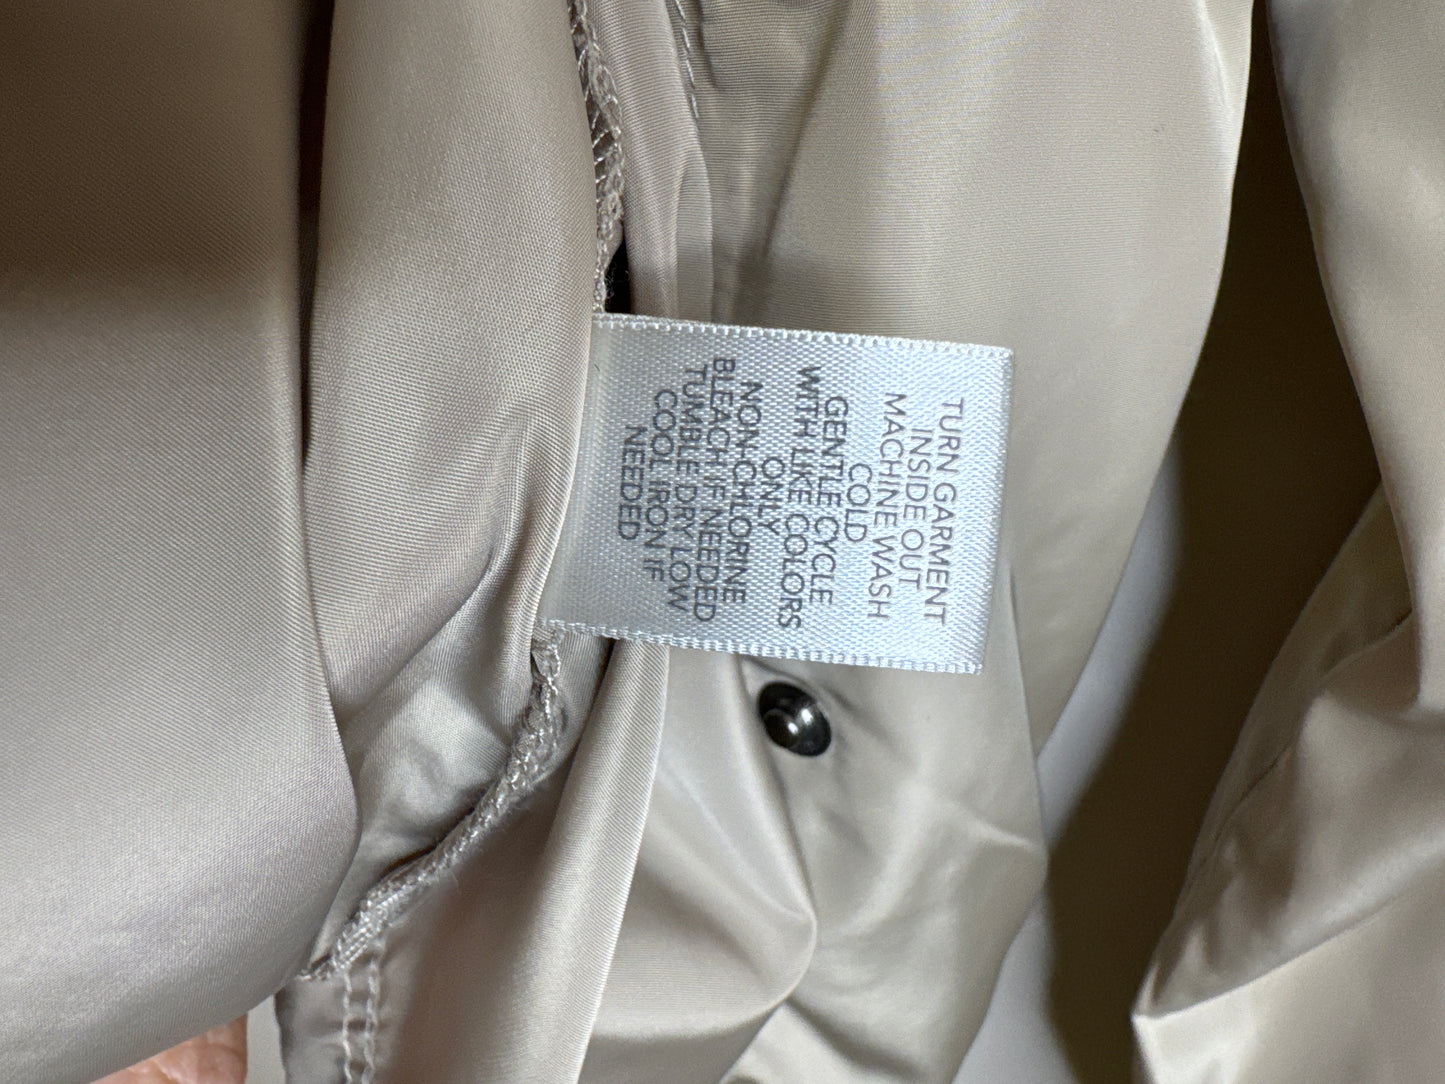 TURN GARMENT
INSIDE OUT
MACHINE WASH
COLD
GENTLE CYCLE
WITH LIKE COLORS
ONLY
NON-CHLORINE
BLEACH IF NEEDED
TUMBLE DRY LOW
COOL IRON IF
NEEDED